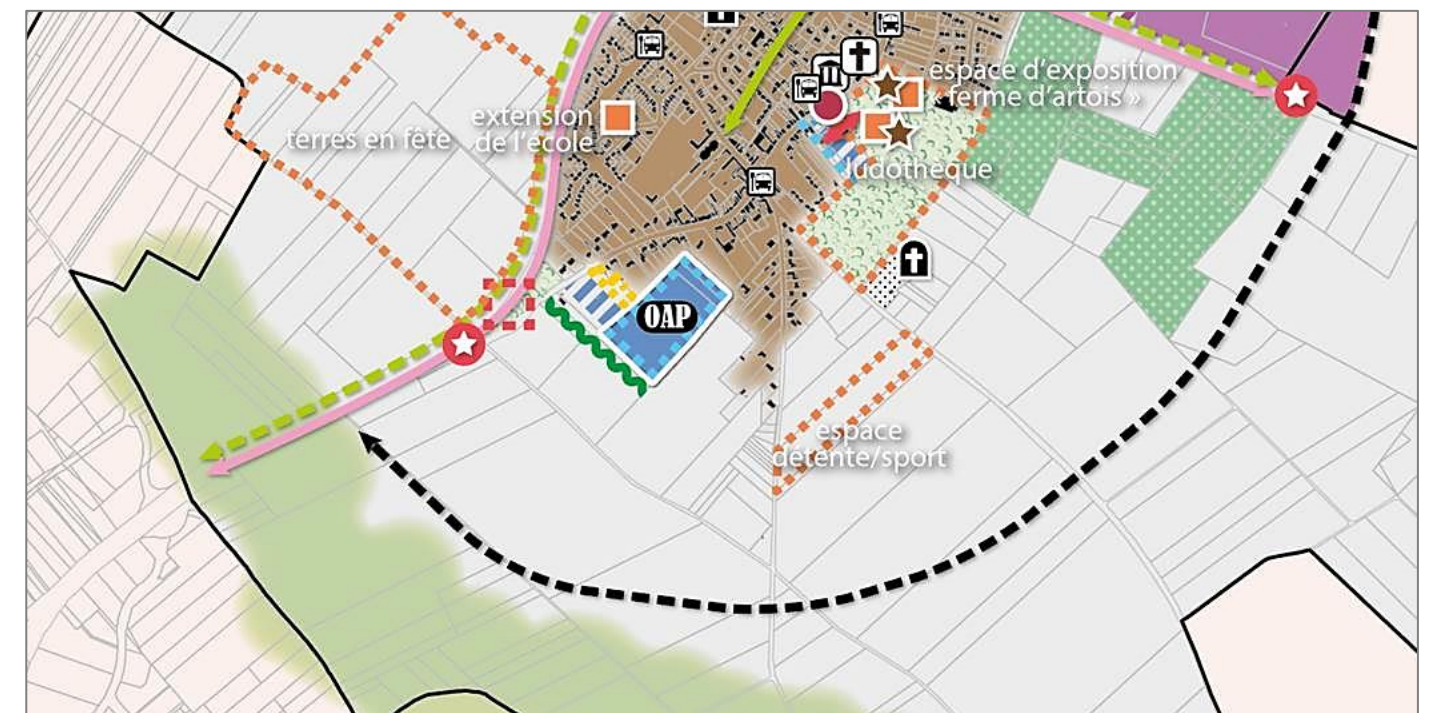 espace d'exposition
« ferme d'artois »
extension
de l'école
terres en fête
ludothèque
OAP
espace
détente/sport